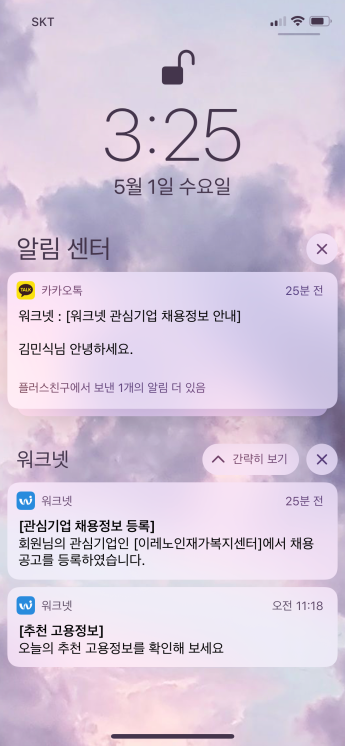 SKT
3:25
5월 1일 수요일
알림 센터
TALK
카카오톡
25분 전
워크넷 : [워크넷 관심기업 채용정보 안내]
김민식님 안녕하세요.
플러스친구에서 보낸 1개의 알림 더 있음
워크넷
간략히 보기
워크넷
25분 전
[관심기업 채용정보 등록]
회원님의 관심기업인 [이레노인재가복지센터]에서 채용
공고를 등록하였습니다.
워크넷
오전 11:18
[추천 고용정보]
오늘의 추천 고용정보를 확인해 보세요